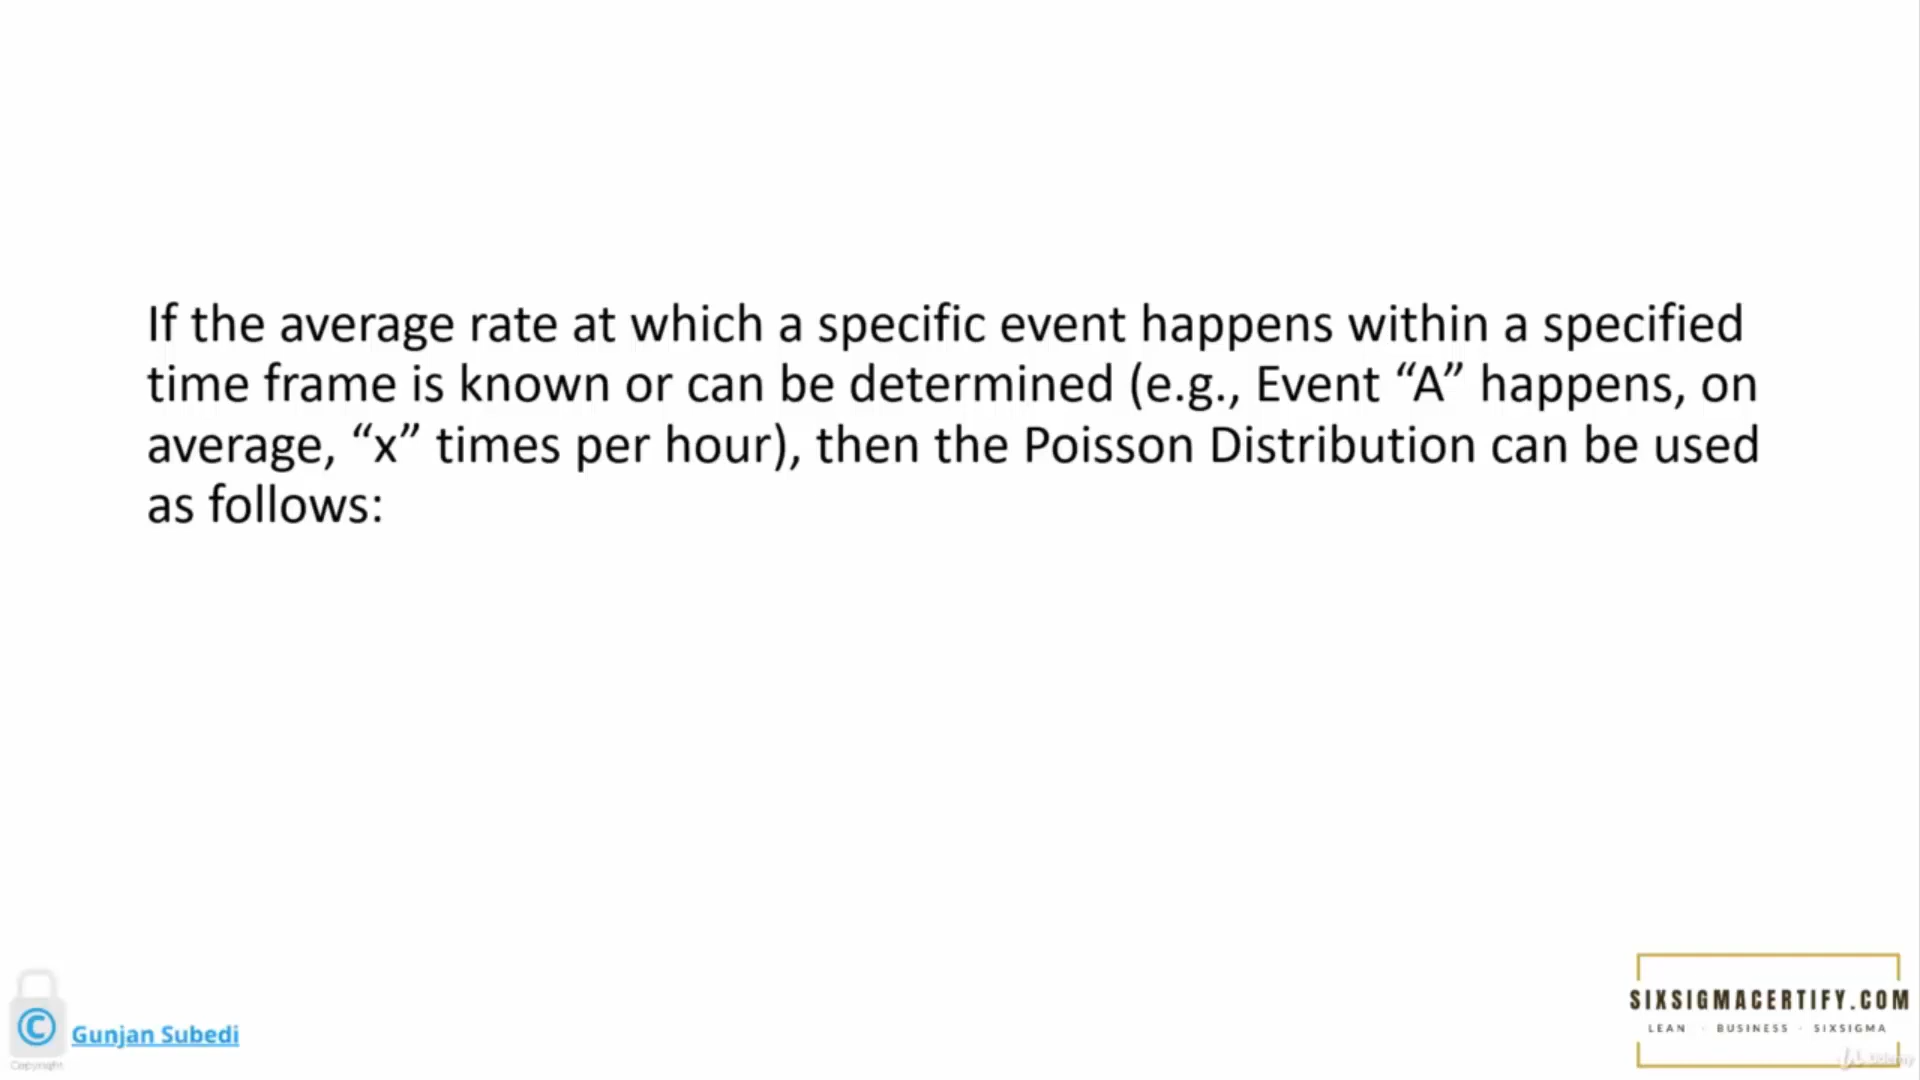 If the average rate at which a specific event happens within a specified
time frame is known or can be determined (e.g., Event “A” happens, on
average, “x” times per hour), then the Poisson Distribution can be used
as follows:
©
Gunjan Subedi
Copyright
SIXSIGMACERTIFY.COM
LEAN · BUSINESS · SIXSIGMA
Udemy